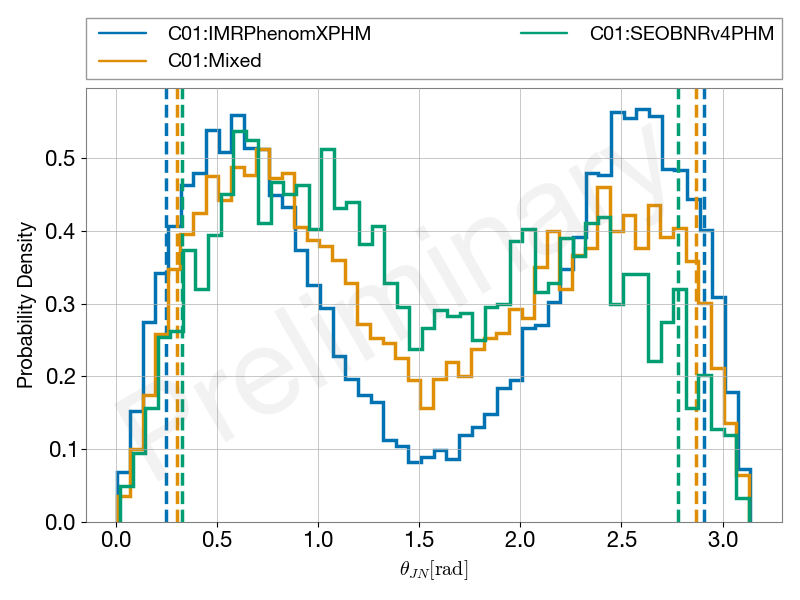 C01:IMRPhenomXPHM
C01:Mixed
C01:SEOBNRv4PHM
Preliminary
Probability Density
0.5
0.4
0.3
0.2
0.1
0.0
0.0 0.5 1.0 1.5 2.0 2.5 3.0
θ_JN[rad]